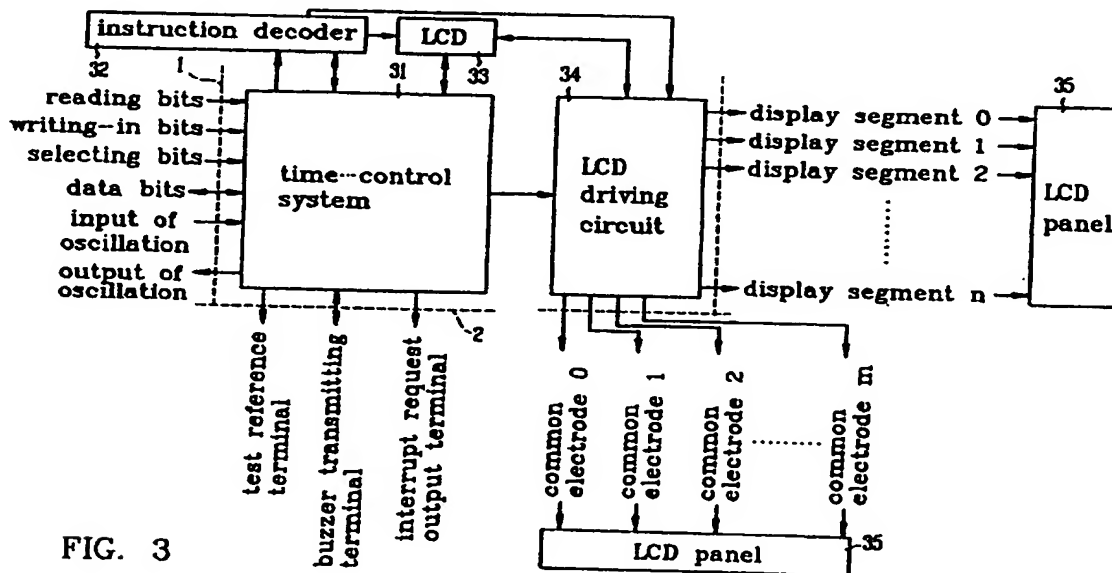 instruction decoder
LCD
32
1
31
33
34
35
reading bits
writing-in bits
selecting bits
data bits
input of
oscillation
output of
oscillation
time-control
system
LCD
driving
circuit
display segment 0
display segment 1
display segment 2
display segment n
LCD
panel
2
test reference
terminal
buzzer transmitting
terminal
interrupt request
output terminal
common
electrode 0
common
electrode 1
common
electrode 2
common
electrode m
LCD panel
35
FIG. 3